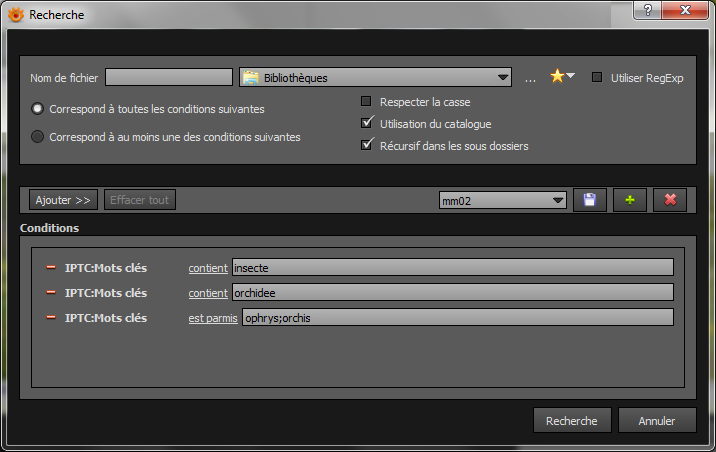 Recherche
Nom de fichier Bibliothèques ... Utiliser RegExp
Correspond à toutes les conditions suivantes
Respecter la casse
Utilisation du catalogue
Correspond à au moins une des conditions suivantes
Récursif dans les sous dossiers
Ajouter >> Effacer tout mm02
Conditions
IPTC:Mots clés contient insecte
IPTC:Mots clés contient orchidee
IPTC:Mots clés est parmis ophrys;orchis
Recherche Annuler